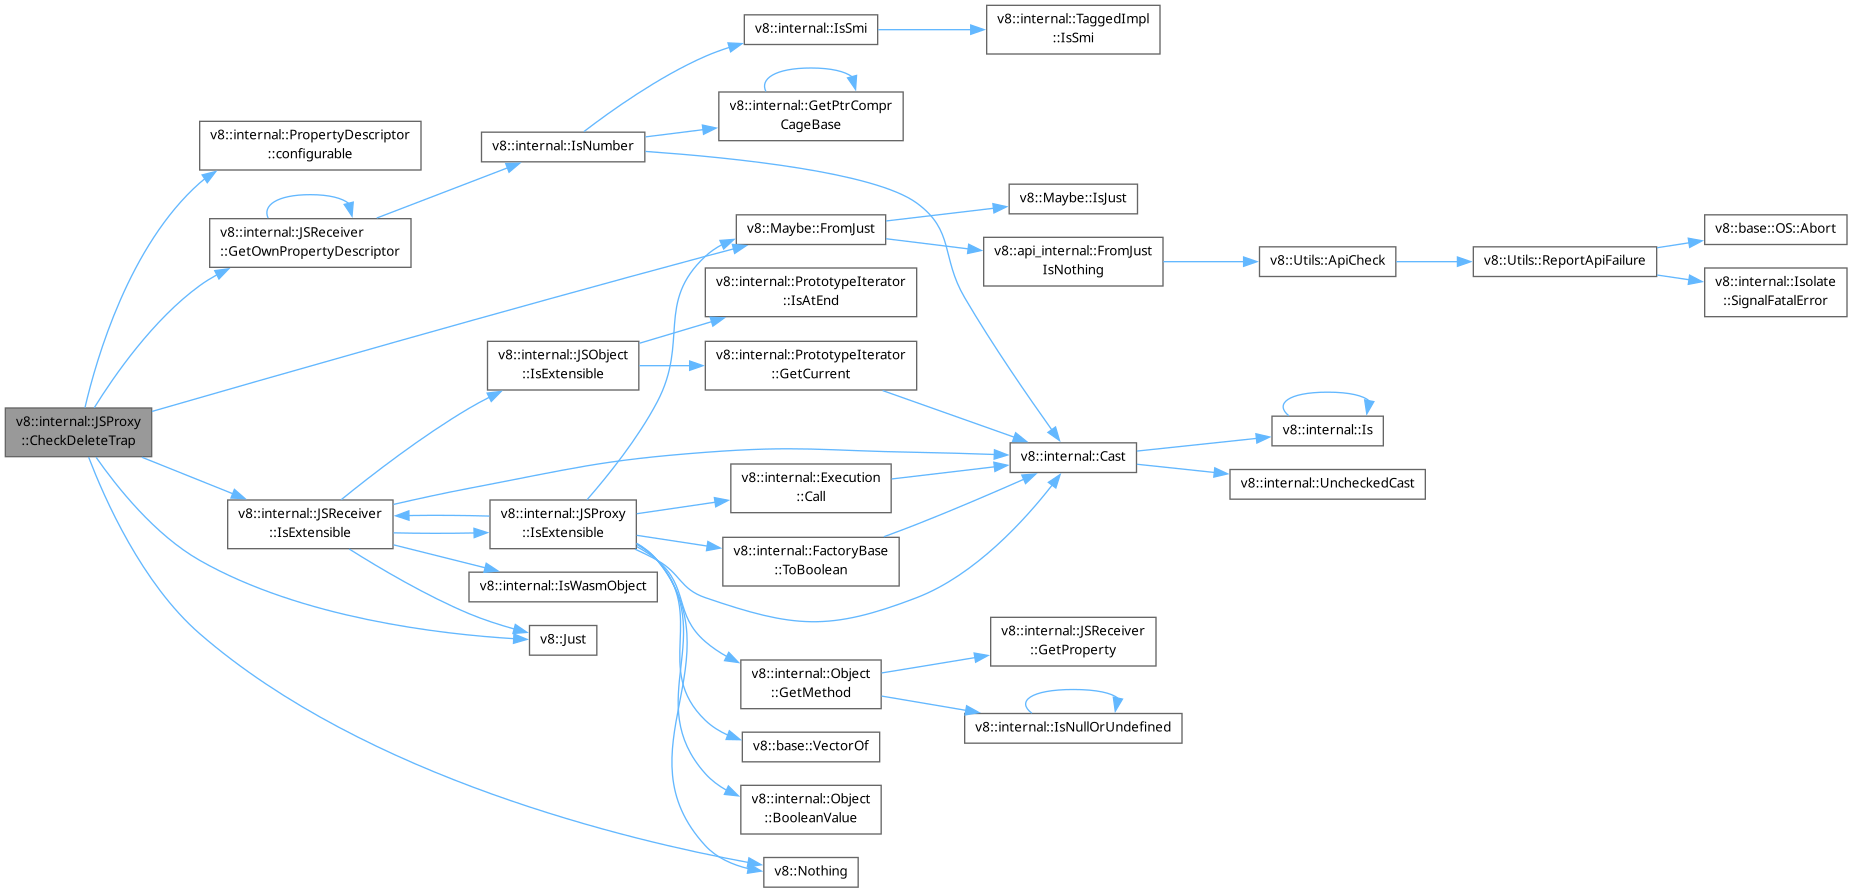 v8::internal::JSProxy
::CheckDeleteTrap
v8::internal::PropertyDescriptor
::configurable
v8::internal::JSReceiver
::GetOwnPropertyDescriptor
v8::internal::IsNumber
v8::internal::IsSmi
v8::internal::TaggedImpl
::IsSmi
v8::internal::GetPtrCompr
CageBase
v8::Maybe::FromJust
v8::Maybe::IsJust
v8::api_internal::FromJust
IsNothing
v8::Utils::ApiCheck
v8::Utils::ReportApiFailure
v8::base::OS::Abort
v8::internal::Isolate
::SignalFatalError
v8::internal::PrototypeIterator
::IsAtEnd
v8::internal::JSObject
::IsExtensible
v8::internal::PrototypeIterator
::GetCurrent
v8::internal::Cast
v8::internal::Is
v8::internal::UncheckedCast
v8::internal::JSReceiver
::IsExtensible
v8::internal::JSProxy
::IsExtensible
v8::internal::Execution
::Call
v8::internal::FactoryBase
::ToBoolean
v8::internal::IsWasmObject
v8::Just
v8::internal::Object
::GetMethod
v8::internal::JSReceiver
::GetProperty
v8::internal::IsNullOrUndefined
v8::base::VectorOf
v8::internal::Object
::BooleanValue
v8::Nothing